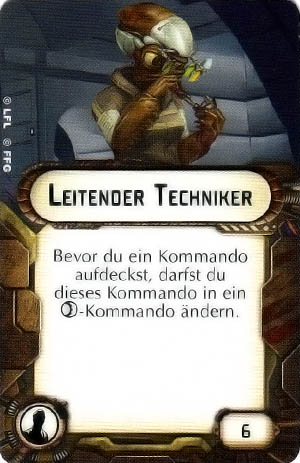 © LFL © FFG
LEITENDER TECHNIKER
Bevor du ein Kommando
aufdeckst, darfst du
dieses Kommando in ein
-Kommando ändern.
6